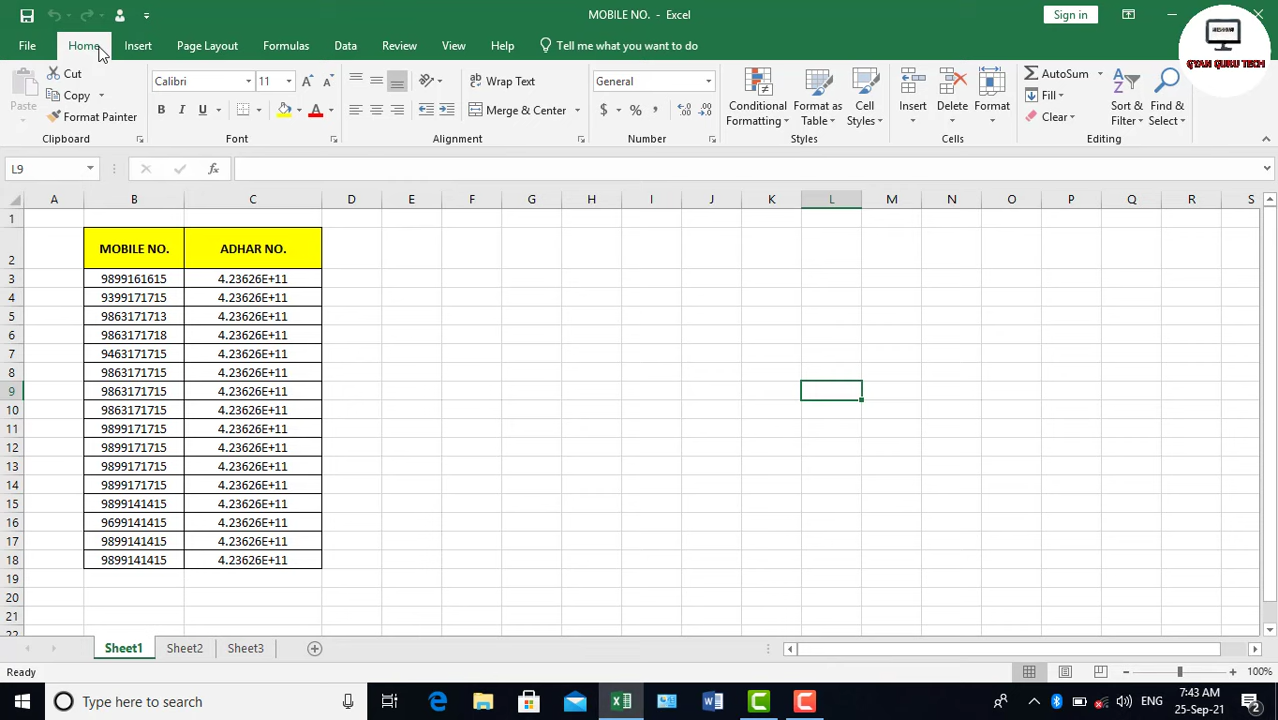 MOBILE NO. - Excel
Sign in
File Home Insert Page Layout Formulas Data Review View Help Tell me what you want to do
GYAN GURU TECH
Paste
Cut
Copy
Format Painter
Clipboard
Calibri 11
B I U
Font
Wrap Text
Merge & Center
Alignment
General
$ % ,
Number
Conditional Formatting
Format as Table
Cell Styles
Styles
Insert Delete Format
Cells
AutoSum
Fill
Clear
Sort & Filter
Find & Select
Editing
L9
fx
A B C D E F G H I J K L M N O P Q R S
1
2 MOBILE NO. ADHAR NO.
3 9899161615 4.23626E+11
4 9399171715 4.23626E+11
5 9863171713 4.23626E+11
6 9863171718 4.23626E+11
7 9463171715 4.23626E+11
8 9863171715 4.23626E+11
9 9863171715 4.23626E+11
10 9863171715 4.23626E+11
11 9899171715 4.23626E+11
12 9899171715 4.23626E+11
13 9899171715 4.23626E+11
14 9899171715 4.23626E+11
15 9899141415 4.23626E+11
16 9699141415 4.23626E+11
17 9899141415 4.23626E+11
18 9899141415 4.23626E+11
19
20
21
22
Sheet1 Sheet2 Sheet3
Ready
100%
Type here to search
ENG
7:43 AM
25-Sep-21
2